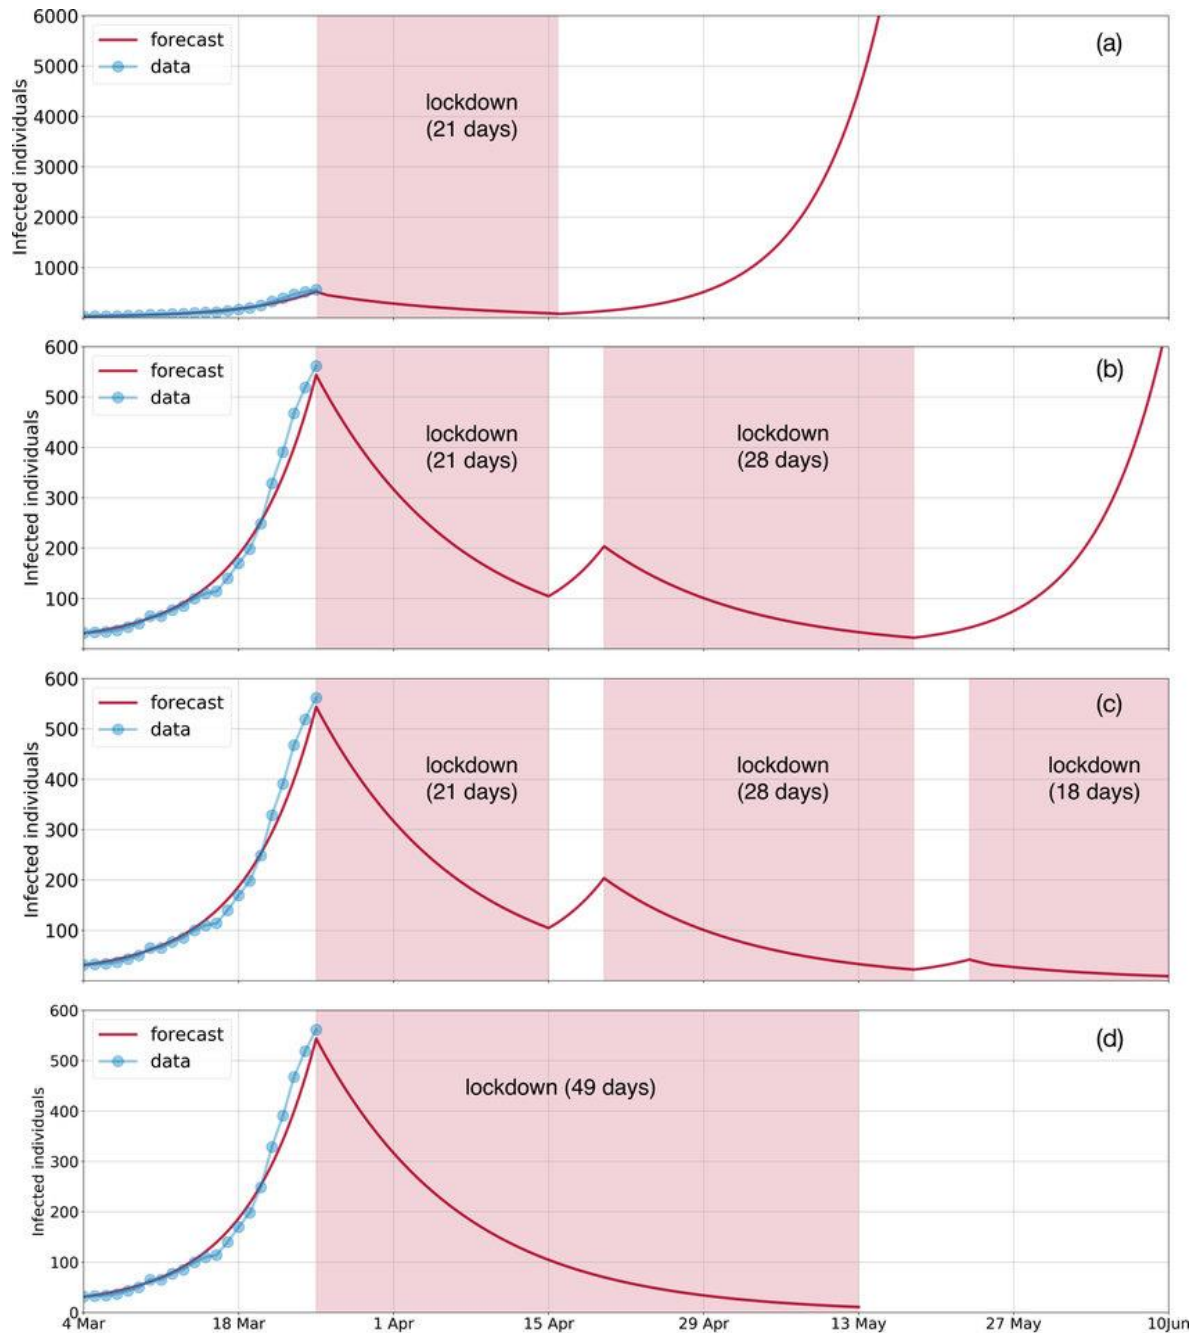 6000
5000
4000
3000
2000
1000
Infected individuals
forecast
data
lockdown
(21 days)
(a)
600
500
400
300
200
100
Infected individuals
forecast
data
lockdown
(21 days)
lockdown
(28 days)
(b)
600
500
400
300
200
100
Infected individuals
forecast
data
lockdown
(21 days)
lockdown
(28 days)
lockdown
(18 days)
(c)
600
500
400
300
200
100
0
Infected individuals
forecast
data
lockdown (49 days)
(d)
4 Mar 18 Mar 1 Apr 15 Apr 29 Apr 13 May 27 May 10Jun